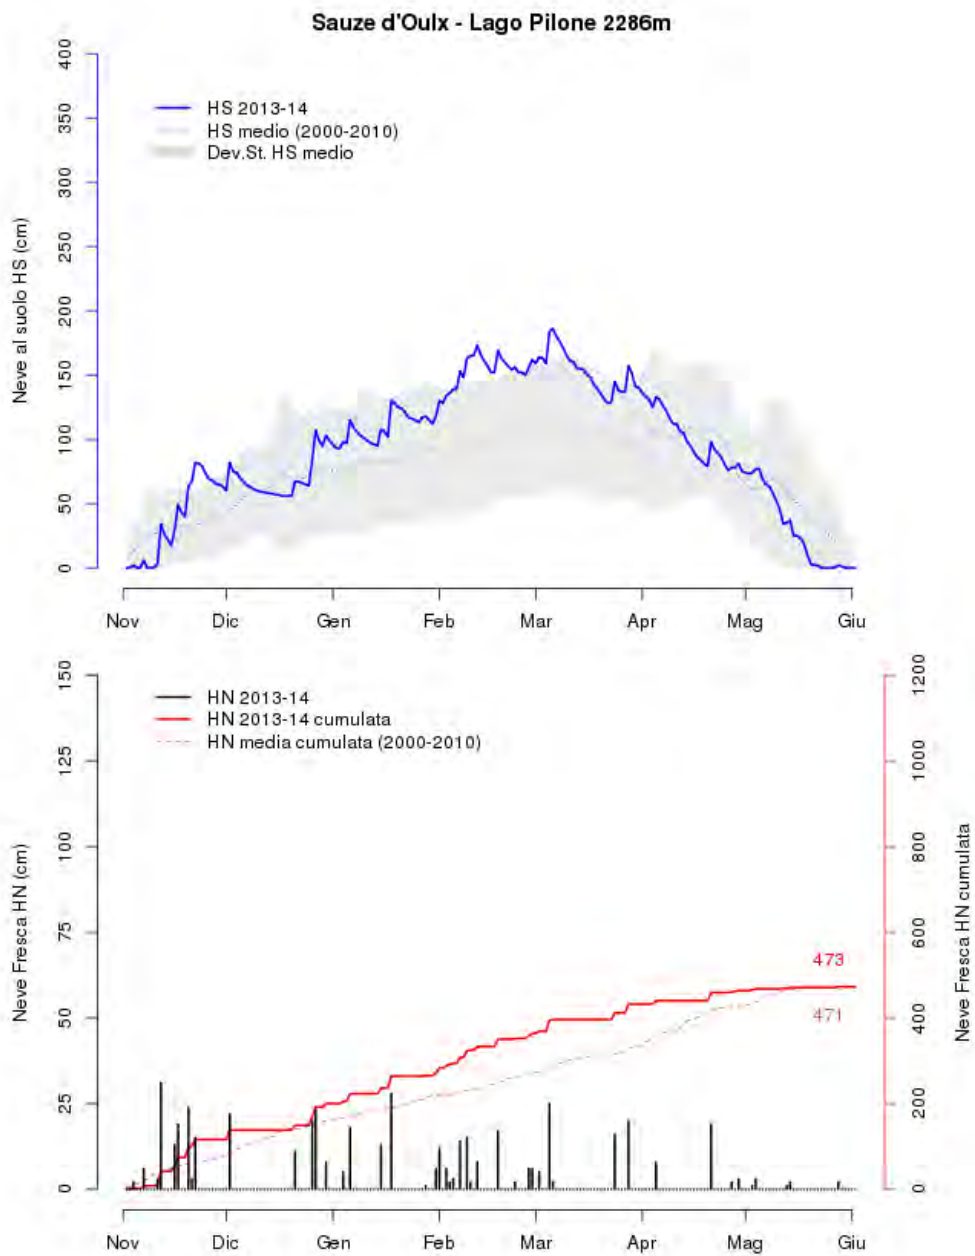 Sauze d'Oulx - Lago Pilone 2286m
Neve al suolo HS (cm)
400
350
300
250
200
150
100
50
0
HS 2013-14
HS medio (2000-2010)
Dev.St. HS medio
Nov Dic Gen Feb Mar Apr Mag Giu
Neve Fresca HN (cm)
150
125
100
75
50
25
0
HN 2013-14
HN 2013-14 cumulata
HN media cumulata (2000-2010)
473
471
1200
1000
800
600
400
200
0
Neve Fresca HN cumulata
Nov Dic Gen Feb Mar Apr Mag Giu